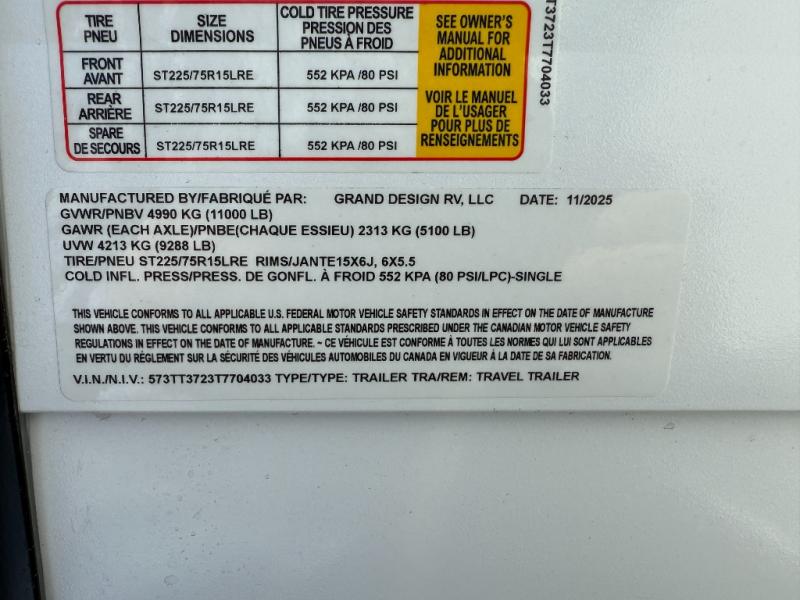 TIRE PNEU SIZE DIMENSIONS COLD TIRE PRESSURE PRESSION DES PNEUS À FROID
FRONT AVANT ST225/75R15LRE 552 KPA /80 PSI
REAR ARRIÈRE ST225/75R15LRE 552 KPA /80 PSI
SPARE DE SECOURS ST225/75R15LRE 552 KPA /80 PSI
SEE OWNER'S
MANUAL FOR
ADDITIONAL
INFORMATION
VOIR LE MANUEL
DE L'USAGER
POUR PLUS DE
RENSEIGNEMENTS
T3723T7704033
MANUFACTURED BY/FABRIQUÉ PAR: GRAND DESIGN RV, LLC DATE: 11/2025
GVWR/PNBV 4990 KG (11000 LB)
GAWR (EACH AXLE)/PNBE(CHAQUE ESSIEU) 2313 KG (5100 LB)
UVW 4213 KG (9288 LB)
TIRE/PNEU ST225/75R15LRE RIMS/JANTE15X6J, 6X5.5
COLD INFL. PRESS/PRESS. DE GONFL. À FROID 552 KPA (80 PSI/LPC)-SINGLE
THIS VEHICLE CONFORMS TO ALL APPLICABLE U.S. FEDERAL MOTOR VEHICLE SAFETY STANDARDS IN EFFECT ON THE DATE OF MANUFACTURE
SHOWN ABOVE. THIS VEHICLE CONFORMS TO ALL APPLICABLE STANDARDS PRESCRIBED UNDER THE CANADIAN MOTOR VEHICLE SAFETY
REGULATIONS IN EFFECT ON THE DATE OF MANUFACTURE. ~ CE VÉHICULE EST CONFORME À TOUTES LES NORMES QUI LUI SONT APPLICABLES
EN VERTU DU RÈGLEMENT SUR LA SÉCURITÉ DES VÉHICULES AUTOMOBILES DU CANADA EN VIGUEUR À LA DATE DE SA FABRICATION.
V.I.N./N.I.V.: 573TT3723T7704033 TYPE/TYPE: TRAILER TRA/REM: TRAVEL TRAILER